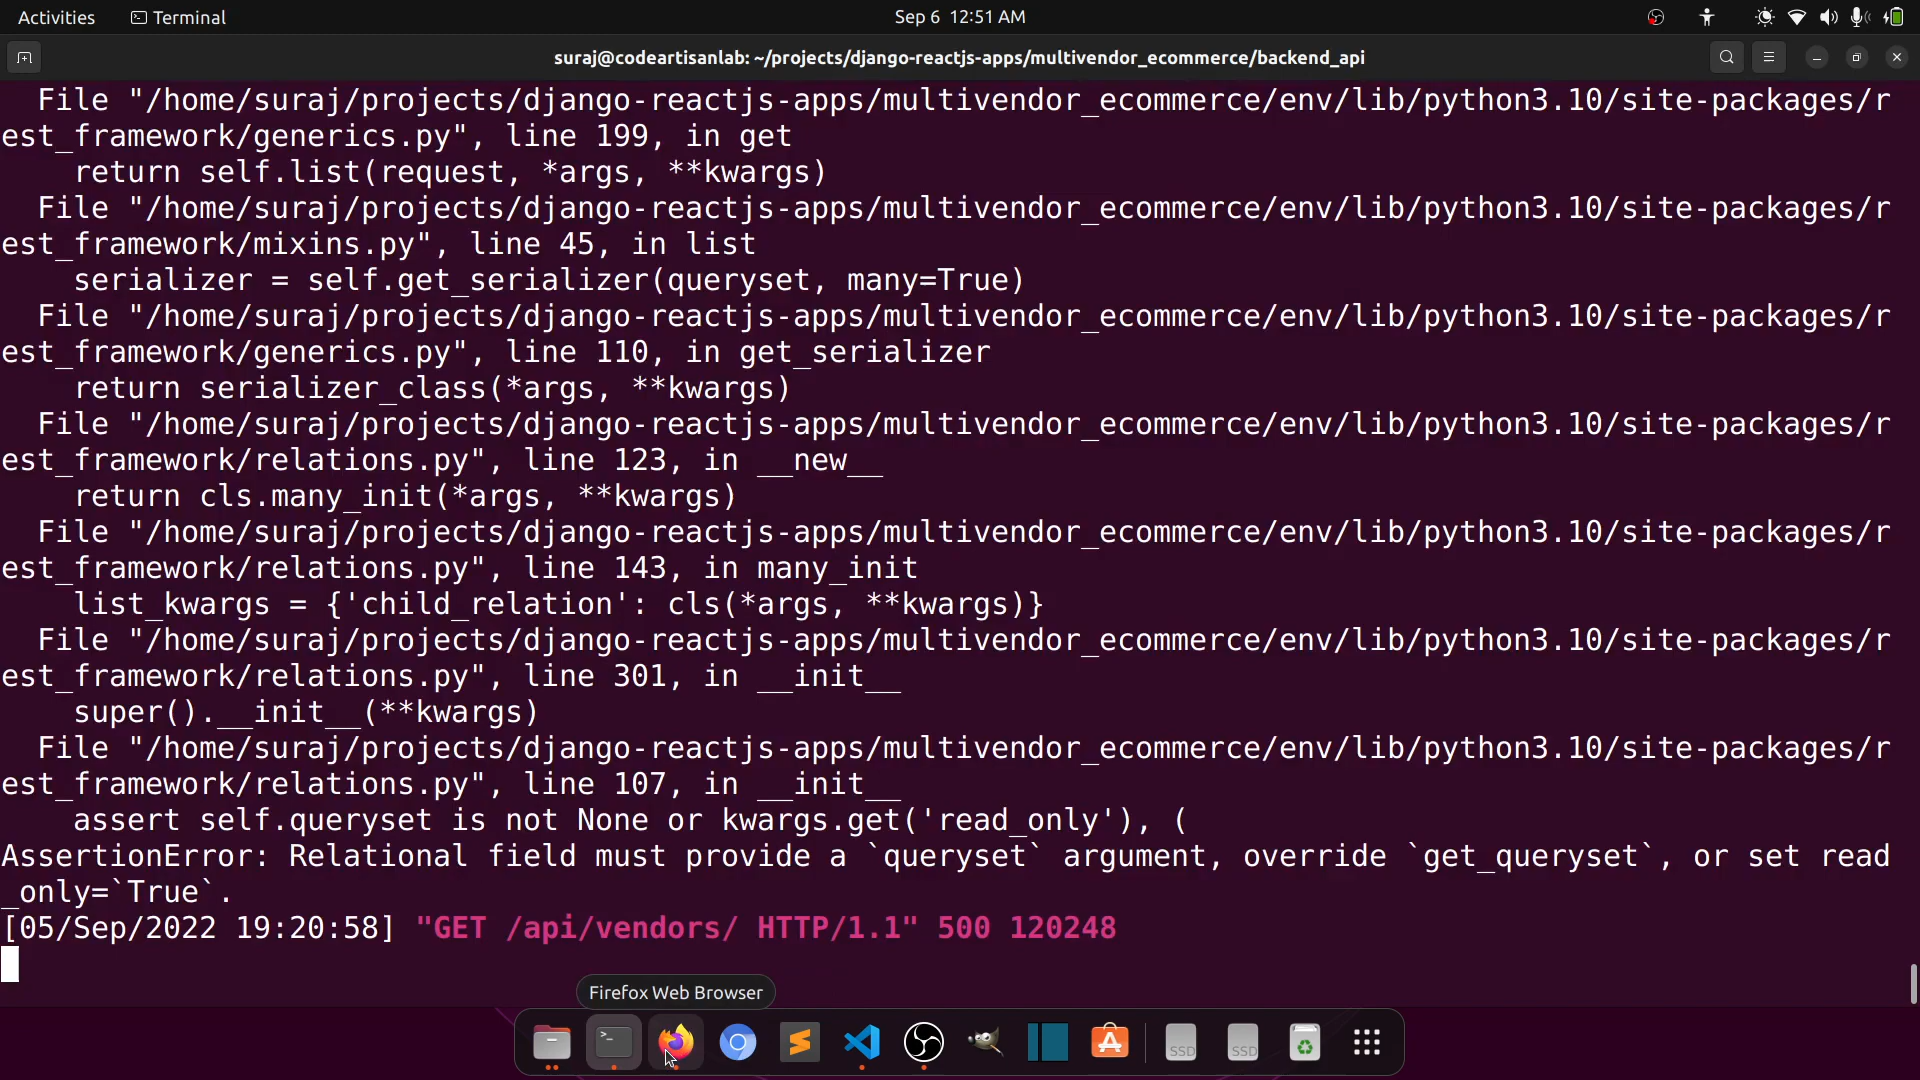 Activities Terminal Sep 6 12:51 AM
suraj@codeartisanlab: ~/projects/django-reactjs-apps/multivendor_ecommerce/backend_api
  File "/home/suraj/projects/django-reactjs-apps/multivendor_ecommerce/env/lib/python3.10/site-packages/r
est_framework/generics.py", line 199, in get
    return self.list(request, *args, **kwargs)
  File "/home/suraj/projects/django-reactjs-apps/multivendor_ecommerce/env/lib/python3.10/site-packages/r
est_framework/mixins.py", line 45, in list
    serializer = self.get_serializer(queryset, many=True)
  File "/home/suraj/projects/django-reactjs-apps/multivendor_ecommerce/env/lib/python3.10/site-packages/r
est_framework/generics.py", line 110, in get_serializer
    return serializer_class(*args, **kwargs)
  File "/home/suraj/projects/django-reactjs-apps/multivendor_ecommerce/env/lib/python3.10/site-packages/r
est_framework/relations.py", line 123, in __new__
    return cls.many_init(*args, **kwargs)
  File "/home/suraj/projects/django-reactjs-apps/multivendor_ecommerce/env/lib/python3.10/site-packages/r
est_framework/relations.py", line 143, in many_init
    list_kwargs = {'child_relation': cls(*args, **kwargs)}
  File "/home/suraj/projects/django-reactjs-apps/multivendor_ecommerce/env/lib/python3.10/site-packages/r
est_framework/relations.py", line 301, in __init__
    super().__init__(**kwargs)
  File "/home/suraj/projects/django-reactjs-apps/multivendor_ecommerce/env/lib/python3.10/site-packages/r
est_framework/relations.py", line 107, in __init__
    assert self.queryset is not None or kwargs.get('read_only'), (
AssertionError: Relational field must provide a `queryset` argument, override `get_queryset`, or set read
_only=`True`.
[05/Sep/2022 19:20:58] "GET /api/vendors/ HTTP/1.1" 500 120248
Firefox Web Browser
SSD SSD